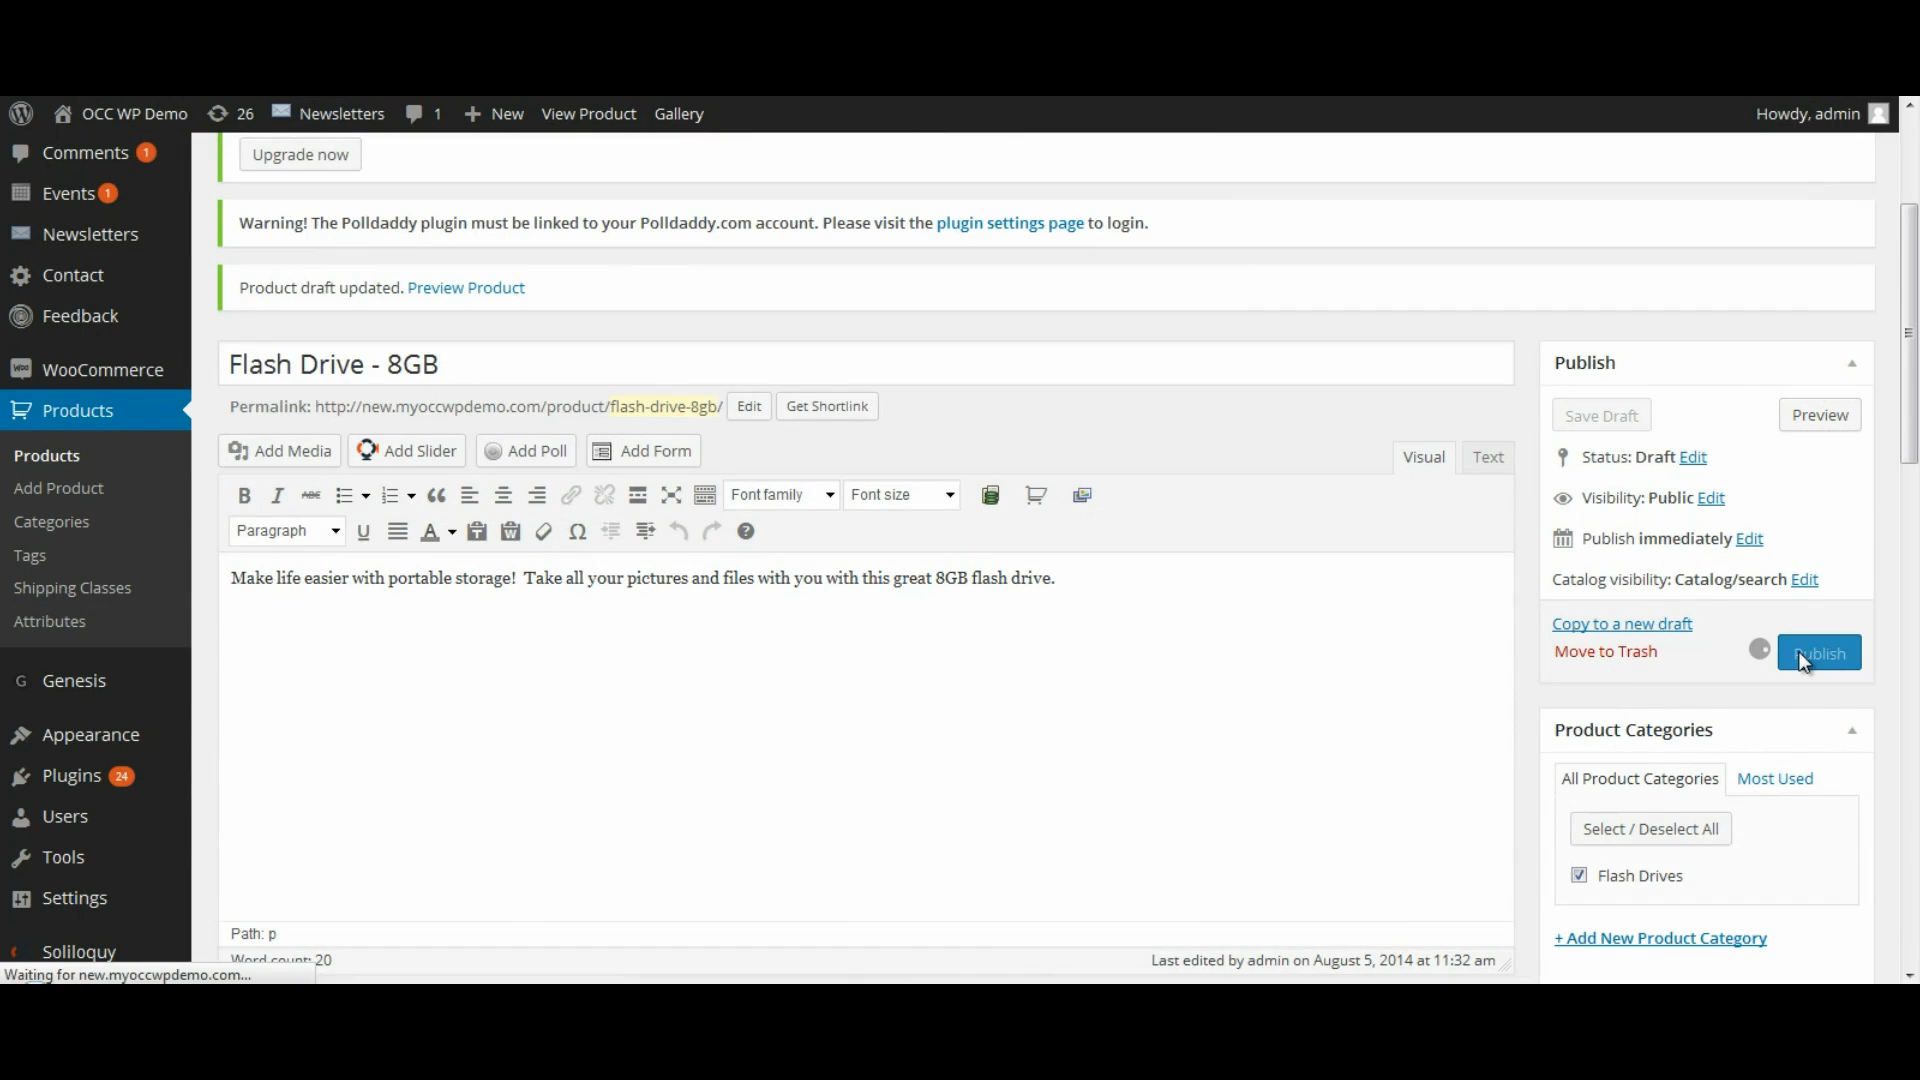 OCC WP Demo 26 Newsletters 1 New View Product Gallery Howdy, admin
Comments 1
Events 1
Newsletters
Contact
Feedback
WooCommerce
Products
Products
Add Product
Categories
Tags
Shipping Classes
Attributes
Genesis
Appearance
Plugins 24
Users
Tools
Settings
Soliloquy
Waiting for new.myoccwpdemo.com...
Upgrade now
Warning! The Polldaddy plugin must be linked to your Polldaddy.com account. Please visit the plugin settings page to login.
Product draft updated. Preview Product
Flash Drive - 8GB
Permalink: http://new.myoccwpdemo.com/product/flash-drive-8gb/ Edit Get Shortlink
Add Media Add Slider Add Poll Add Form Visual Text
B I ABC Font family Font size
Paragraph U A T W Ω ?
Make life easier with portable storage! Take all your pictures and files with you with this great 8GB flash drive.
Path: p
Word count: 20 Last edited by admin on August 5, 2014 at 11:32 am
Publish
Save Draft Preview
Status: Draft Edit
Visibility: Public Edit
Publish immediately Edit
Catalog visibility: Catalog/search Edit
Copy to a new draft
Move to Trash Publish
Product Categories
All Product Categories Most Used
Select / Deselect All
Flash Drives
+ Add New Product Category